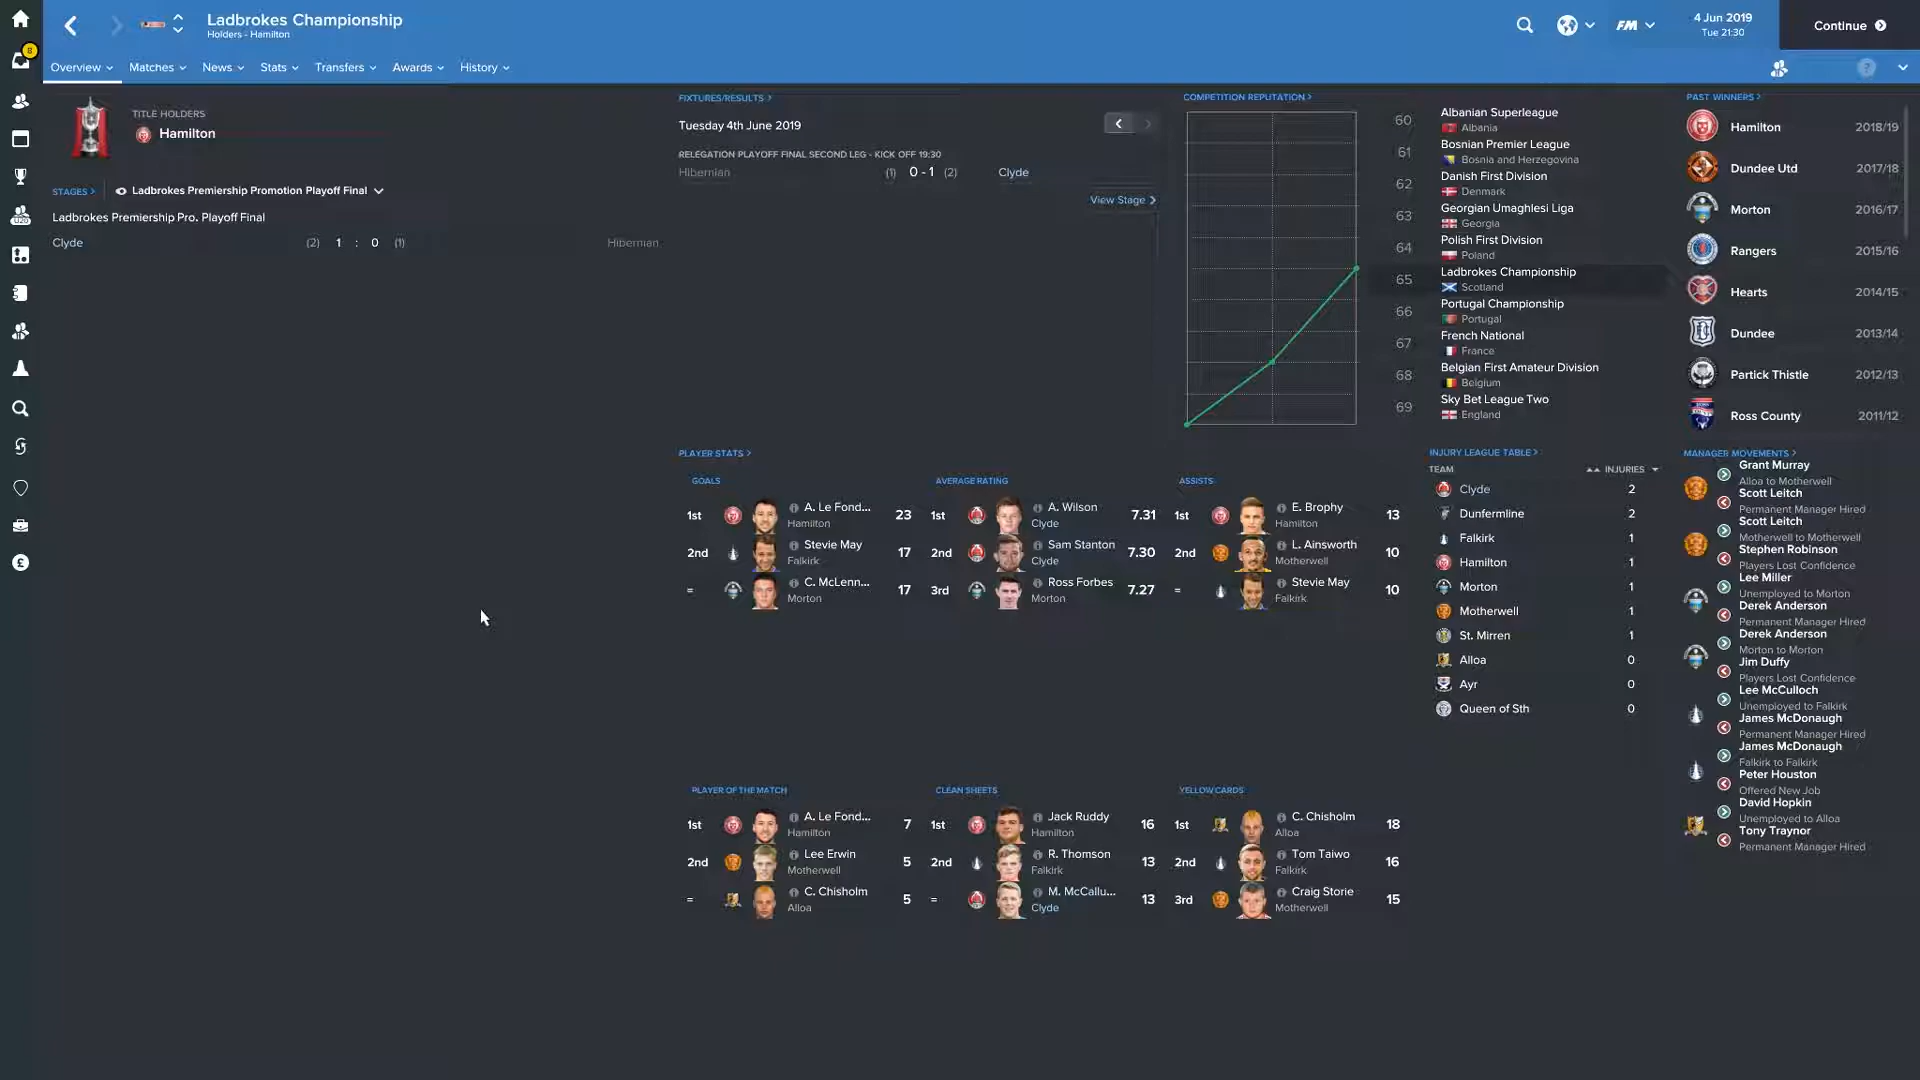 8
Ladbrokes Championship
Holders - Hamilton
FM
4 Jun 2019
Tue 21:30
Continue
Overview
Matches
News
Stats
Transfers
Awards
History
?
TITLE HOLDERS
Hamilton
STAGES >
Ladbrokes Premiership Promotion Playoff Final
Ladbrokes Premiership Pro. Playoff Final
Clyde (2) 1 : 0 (1) Hibernian
FIXTURES/RESULTS >
Tuesday 4th June 2019
RELEGATION PLAYOFF FINAL SECOND LEG - KICK OFF 19:30
Hibernian (1) 0 - 1 (2) Clyde
View Stage >
COMPETITION REPUTATION >
60 Albanian Superleague
Albania
61 Bosnian Premier League
Bosnia and Herzegovina
62 Danish First Division
Denmark
63 Georgian Umaghlesi Liga
Georgia
64 Polish First Division
Poland
65 Ladbrokes Championship
Scotland
66 Portugal Championship
Portugal
67 French National
France
68 Belgian First Amateur Division
Belgium
69 Sky Bet League Two
England
PAST WINNERS >
Hamilton 2018/19
Dundee Utd 2017/18
Morton 2016/17
Rangers 2015/16
Hearts 2014/15
Dundee 2013/14
Partick Thistle 2012/13
Ross County 2011/12
PLAYER STATS >
GOALS
1st A. Le Fond... 23
Hamilton
2nd Stevie May 17
Falkirk
= C. McLenn... 17
Morton
AVERAGE RATING
1st A. Wilson 7.31
Clyde
2nd Sam Stanton 7.30
Clyde
3rd Ross Forbes 7.27
Morton
ASSISTS
1st E. Brophy 13
Hamilton
2nd L. Ainsworth 10
Motherwell
= Stevie May 10
Falkirk
PLAYER OF THE MATCH
1st A. Le Fond... 7
Hamilton
2nd Lee Erwin 5
Motherwell
= C. Chisholm 5
Alloa
CLEAN SHEETS
1st Jack Ruddy 16
Hamilton
2nd R. Thomson 13
Falkirk
= M. McCallu... 13
Clyde
YELLOW CARDS
1st C. Chisholm 18
Alloa
2nd Tom Taiwo 16
Falkirk
3rd Craig Storie 15
Motherwell
INJURY LEAGUE TABLE >
TEAM INJURIES
Clyde 2
Dunfermline 2
Falkirk 1
Hamilton 1
Morton 1
Motherwell 1
St. Mirren 1
Alloa 0
Ayr 0
Queen of Sth 0
MANAGER MOVEMENTS >
Grant Murray
Alloa to Motherwell
Scott Leitch
Permanent Manager Hired
Scott Leitch
Motherwell to Motherwell
Stephen Robinson
Players Lost Confidence
Lee Miller
Unemployed to Morton
Derek Anderson
Permanent Manager Hired
Derek Anderson
Morton to Morton
Jim Duffy
Players Lost Confidence
Lee McCulloch
Unemployed to Falkirk
James McDonaugh
Permanent Manager Hired
James McDonaugh
Falkirk to Falkirk
Peter Houston
Offered New Job
David Hopkin
Unemployed to Alloa
Tony Traynor
Permanent Manager Hired